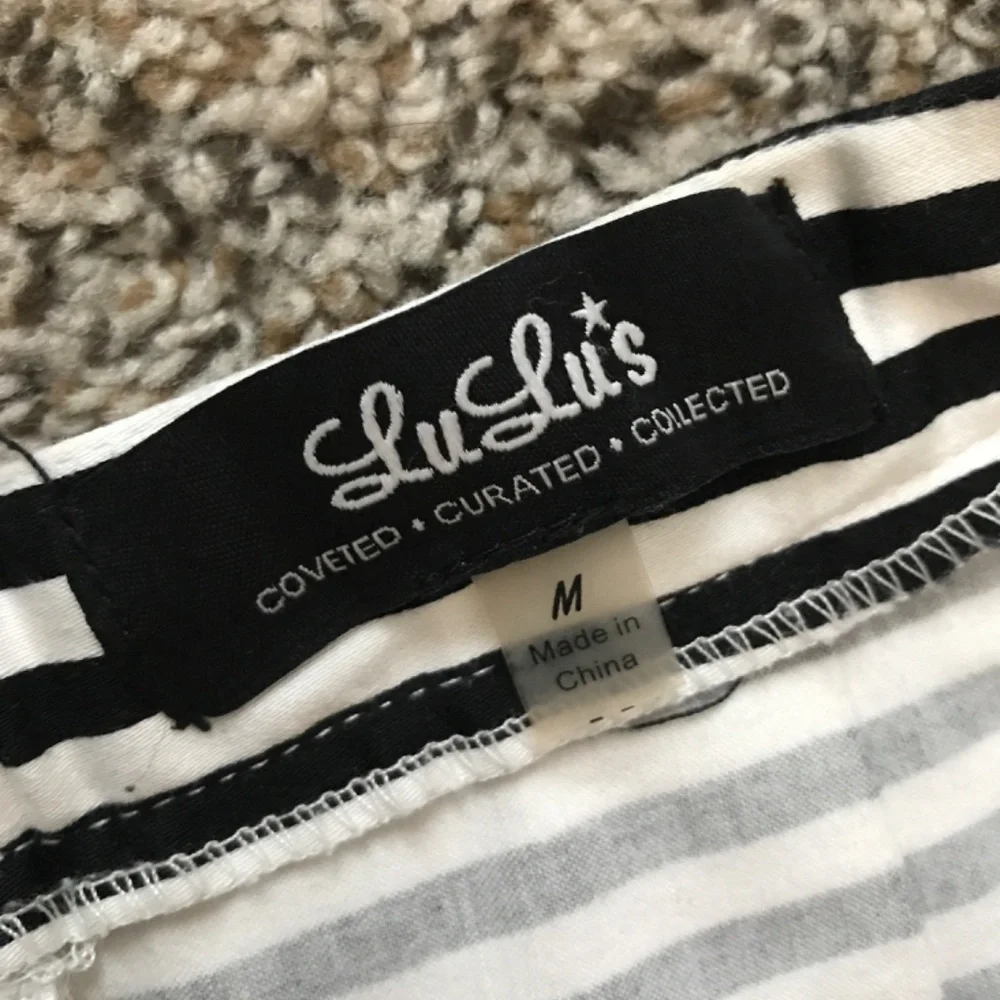 LuLu's
COVETED • CURATED • COLLECTED
M
Made in
China